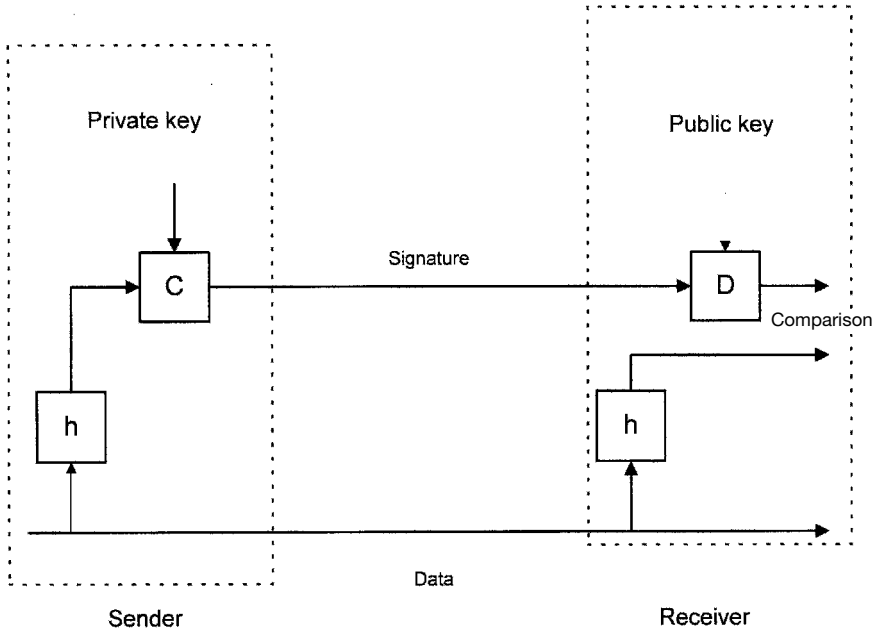 Private key
Public key
Signature
C
D
Comparison
h
h
Data
Sender
Receiver